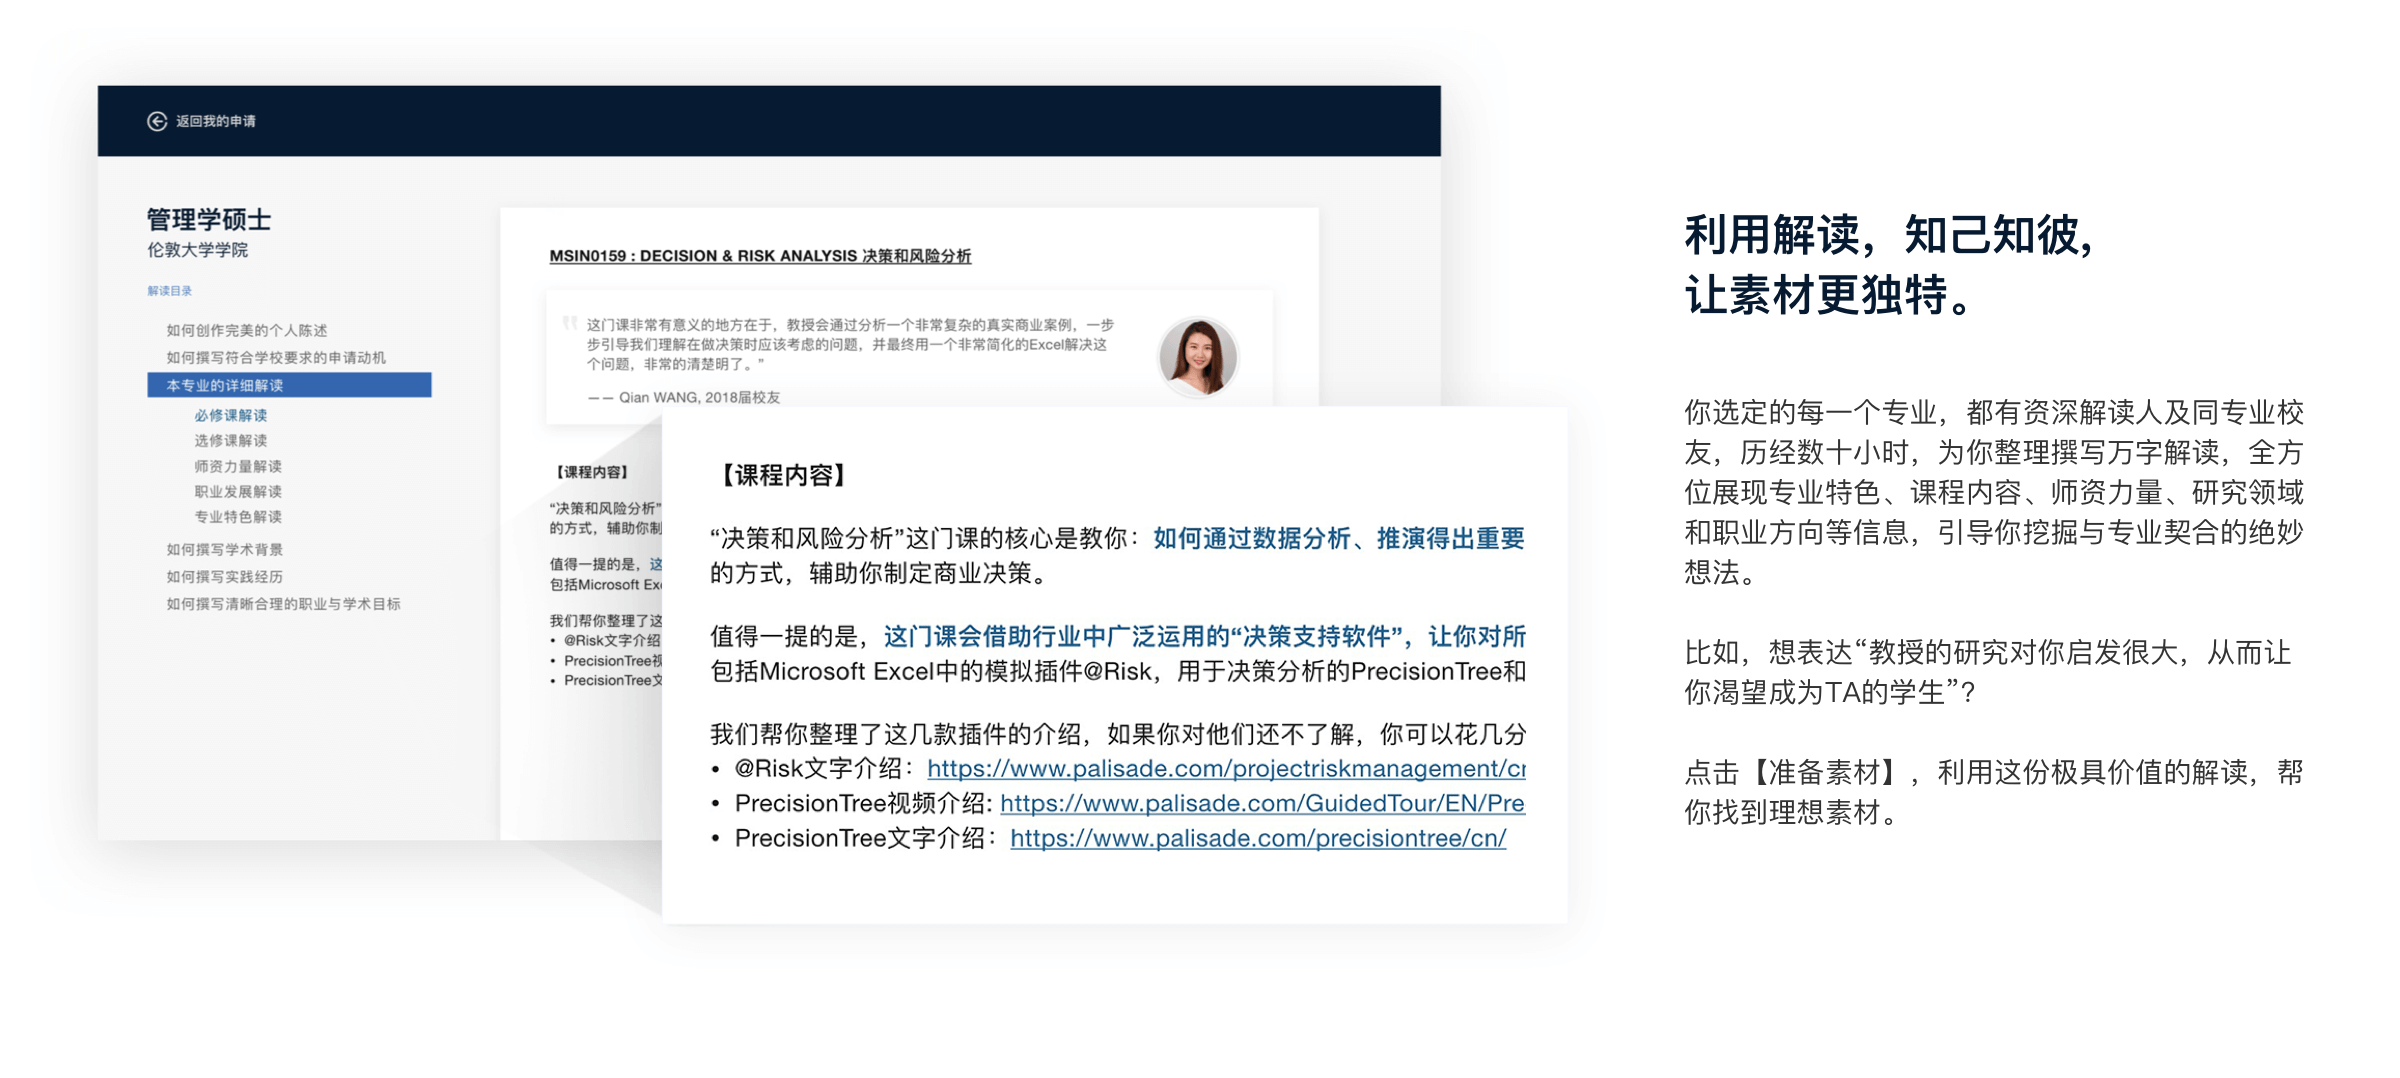 返回我的申请
管理学硕士
伦敦大学学院
解读目录
如何创作完美的个人陈述
如何撰写符合学校要求的申请动机
本专业的详细解读
必修课解读
选修课解读
师资力量解读
职业发展解读
专业特色解读
如何撰写学术背景
如何撰写实践经历
如何撰写清晰合理的职业与学术目标
MSIN0159 : DECISION & RISK ANALYSIS 决策和风险分析
这门课非常有意义的地方在于，教授会通过分析一个非常复杂的真实商业案例，一步
步引导我们理解在做决策时应该考虑的问题，并最终用一个非常简化的Excel解决这
个问题，非常的清楚明了。”
—— Qian WANG, 2018届校友
【课程内容】
“决策和风险分析”
的方式，辅助你制
值得一提的是，这
包括Microsoft Ex
我们帮你整理了这
• @Risk文字介绍
• PrecisionTree视
• PrecisionTree文
【课程内容】
“决策和风险分析”这门课的核心是教你：如何通过数据分析、推演得出重要
的方式，辅助你制定商业决策。
值得一提的是，这门课会借助行业中广泛运用的“决策支持软件”，让你对所
包括Microsoft Excel中的模拟插件@Risk，用于决策分析的PrecisionTree和
我们帮你整理了这几款插件的介绍，如果你对他们还不了解，你可以花几分
• @Risk文字介绍：https://www.palisade.com/projectriskmanagement/cn
• PrecisionTree视频介绍: https://www.palisade.com/GuidedTour/EN/Pre
• PrecisionTree文字介绍：https://www.palisade.com/precisiontree/cn/
利用解读，知己知彼，
让素材更独特。
你选定的每一个专业，都有资深解读人及同专业校
友，历经数十小时，为你整理撰写万字解读，全方
位展现专业特色、课程内容、师资力量、研究领域
和职业方向等信息，引导你挖掘与专业契合的绝妙
想法。
比如，想表达“教授的研究对你启发很大，从而让
你渴望成为TA的学生”？
点击【准备素材】，利用这份极具价值的解读，帮
你找到理想素材。